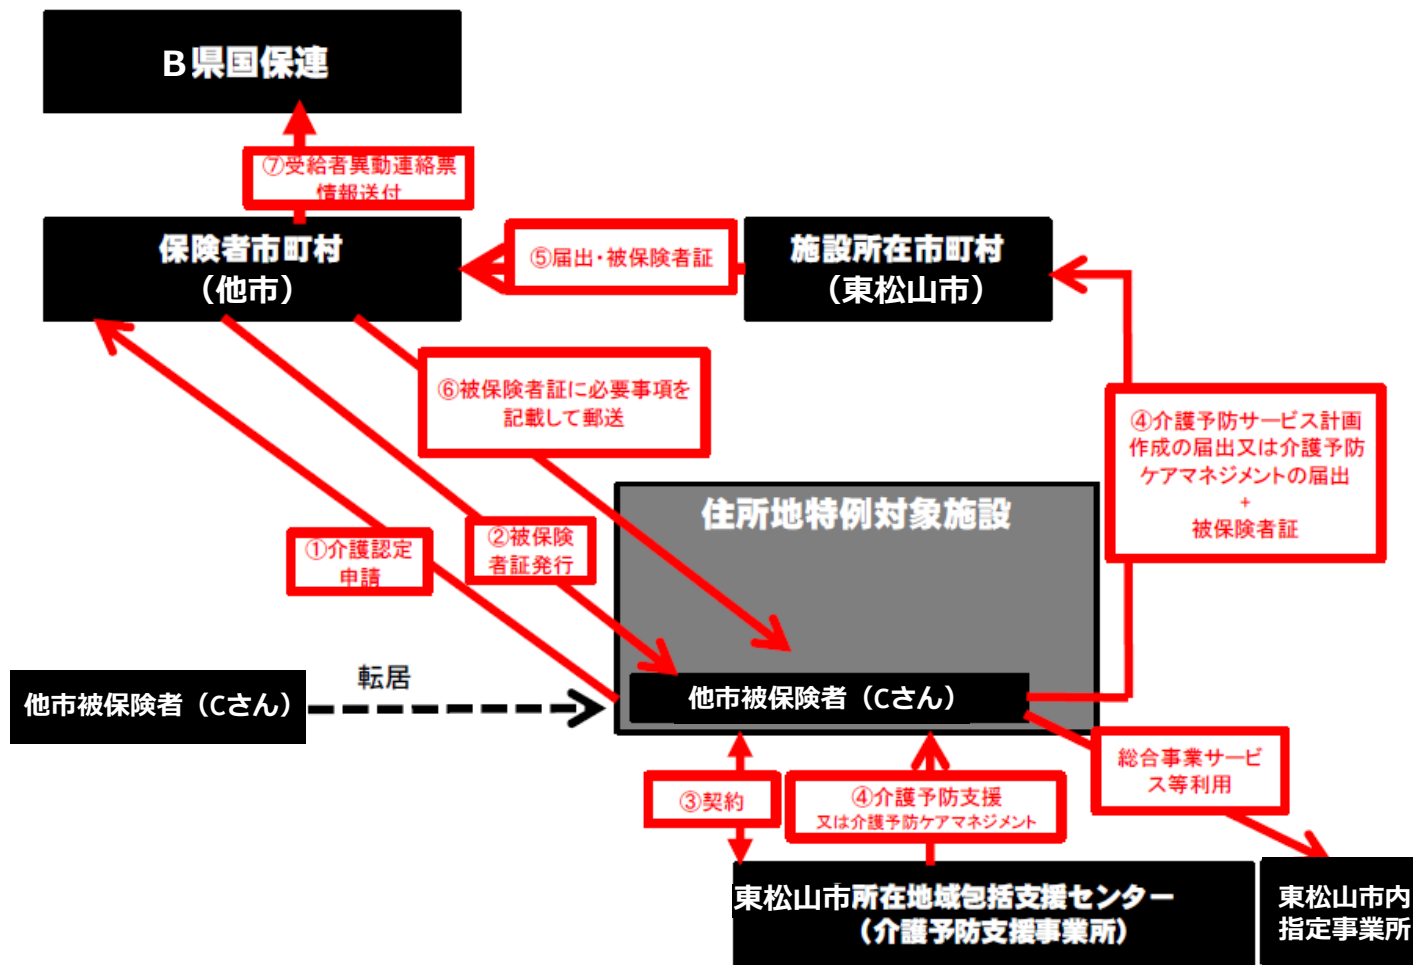 B県国保連
⑦受給者異動連絡票
情報送付
保険者市町村
（他市）
⑤届出・被保険者証
施設所在市町村
（東松山市）
⑥被保険者証に必要事項を
記載して郵送
④介護予防サービス計画
作成の届出又は介護予防
ケアマネジメントの届出
+
被保険者証
住所地特例対象施設
①介護認定
申請
②被保険
者証発行
転居
他市被保険者（Cさん）
他市被保険者（Cさん）
③契約
④介護予防支援
又は介護予防ケアマネジメント
総合事業サービ
ス等利用
東松山市所在地域包括支援センター
（介護予防支援事業所）
東松山市内
指定事業所